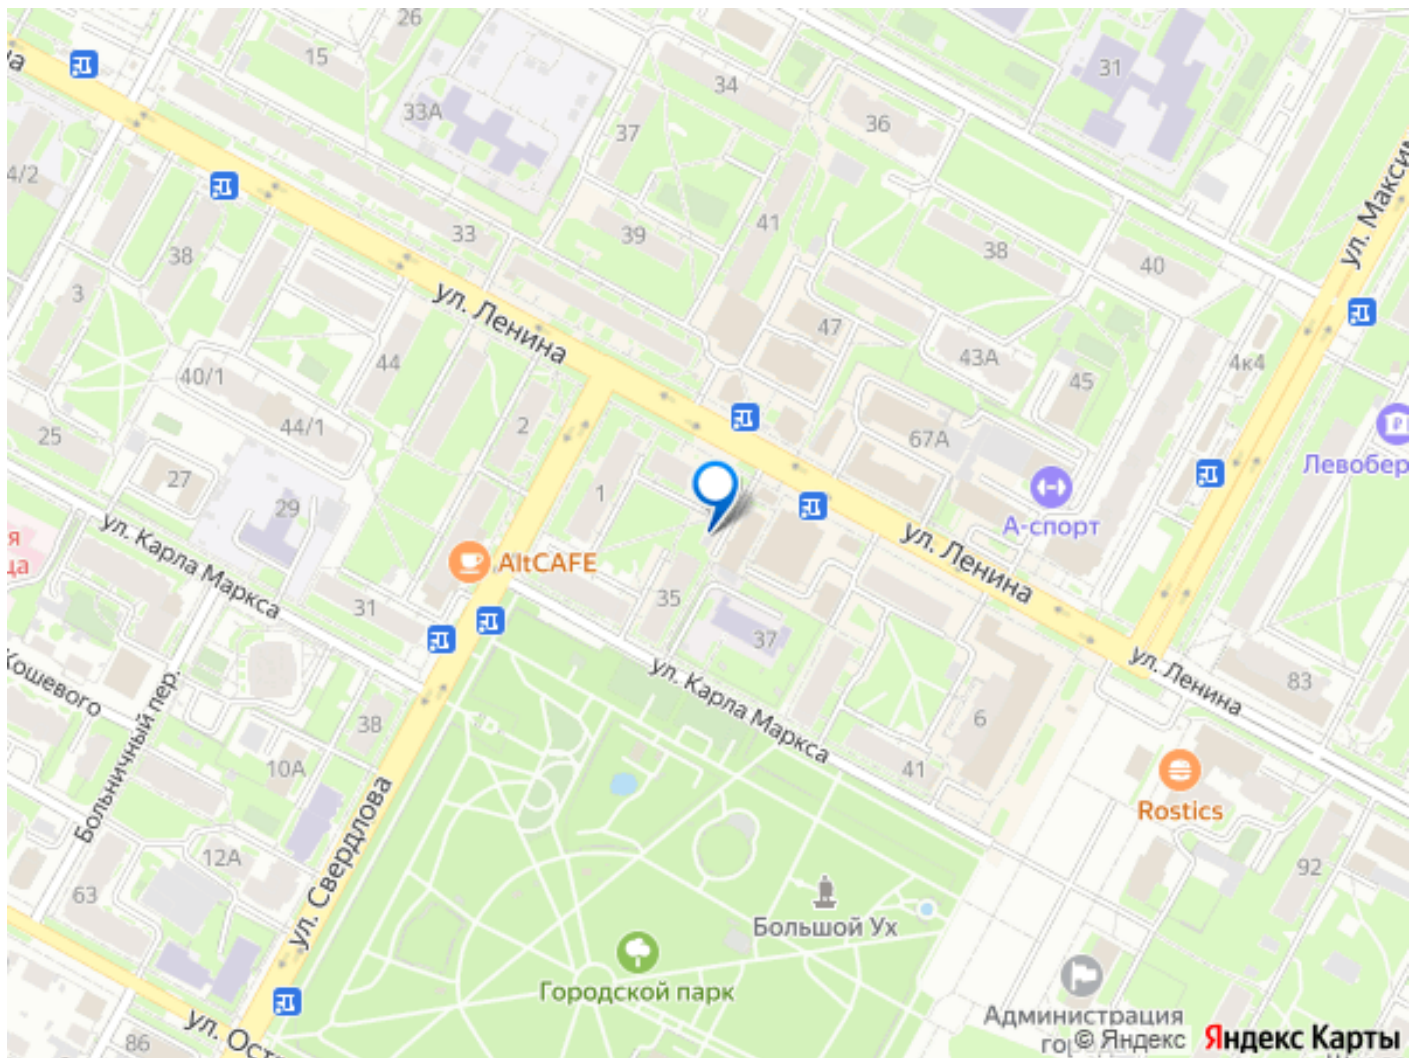 26
15
34
31
33А
36
37
4/2
ул. Максим
41
39
33
38
38
40
3
ул. Ленина
47
43А
4к4
44
45
40/1
2
44/1
25
67А
27
Левобер
1
29
А-спорт
ул. Карла Маркса
ул. Ленина
AltCAFE
31
35
37
ул. Ленина
Кошевого
ул. Карла Маркса
83
Больничный пер.
38
6
10А
41
Rostics
ул. Свердлова
12А
92
63
Большой Ух
Городской парк
Администрация
ул. Ост
86
© Яндекс
Яндекс Карты